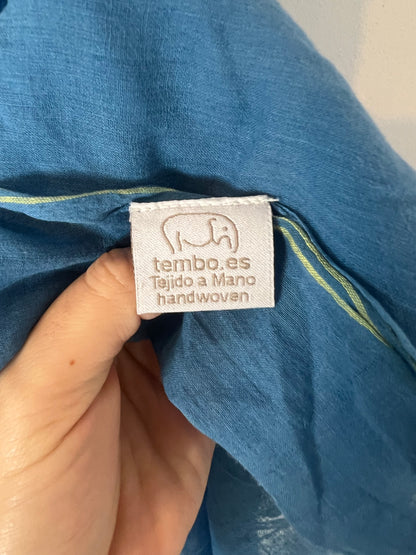 tembo.es
Tejido a Mano
handwoven